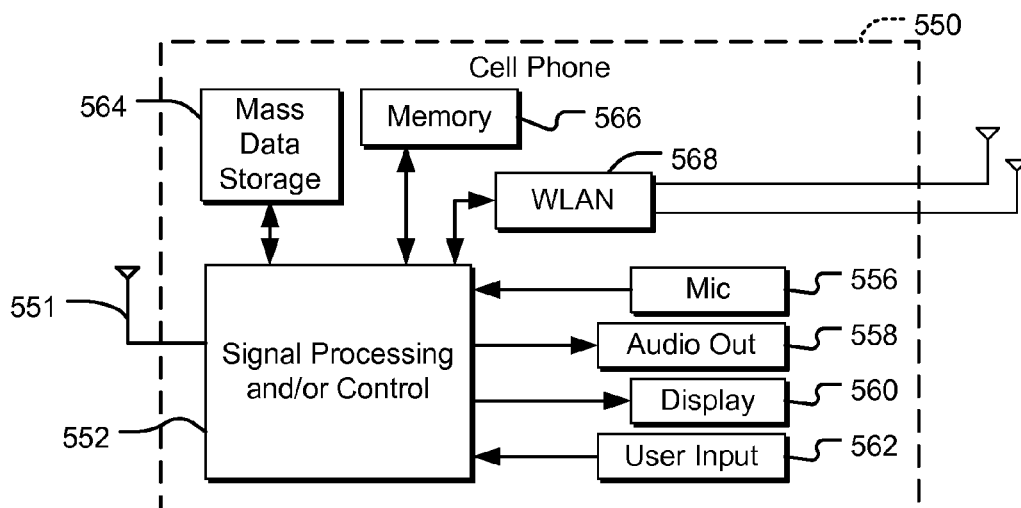 550
Cell Phone
564
Mass
Data
Storage
Memory
566
568
WLAN
551
Mic
556
Signal Processing
and/or Control
Audio Out
558
Display
560
552
User Input
562